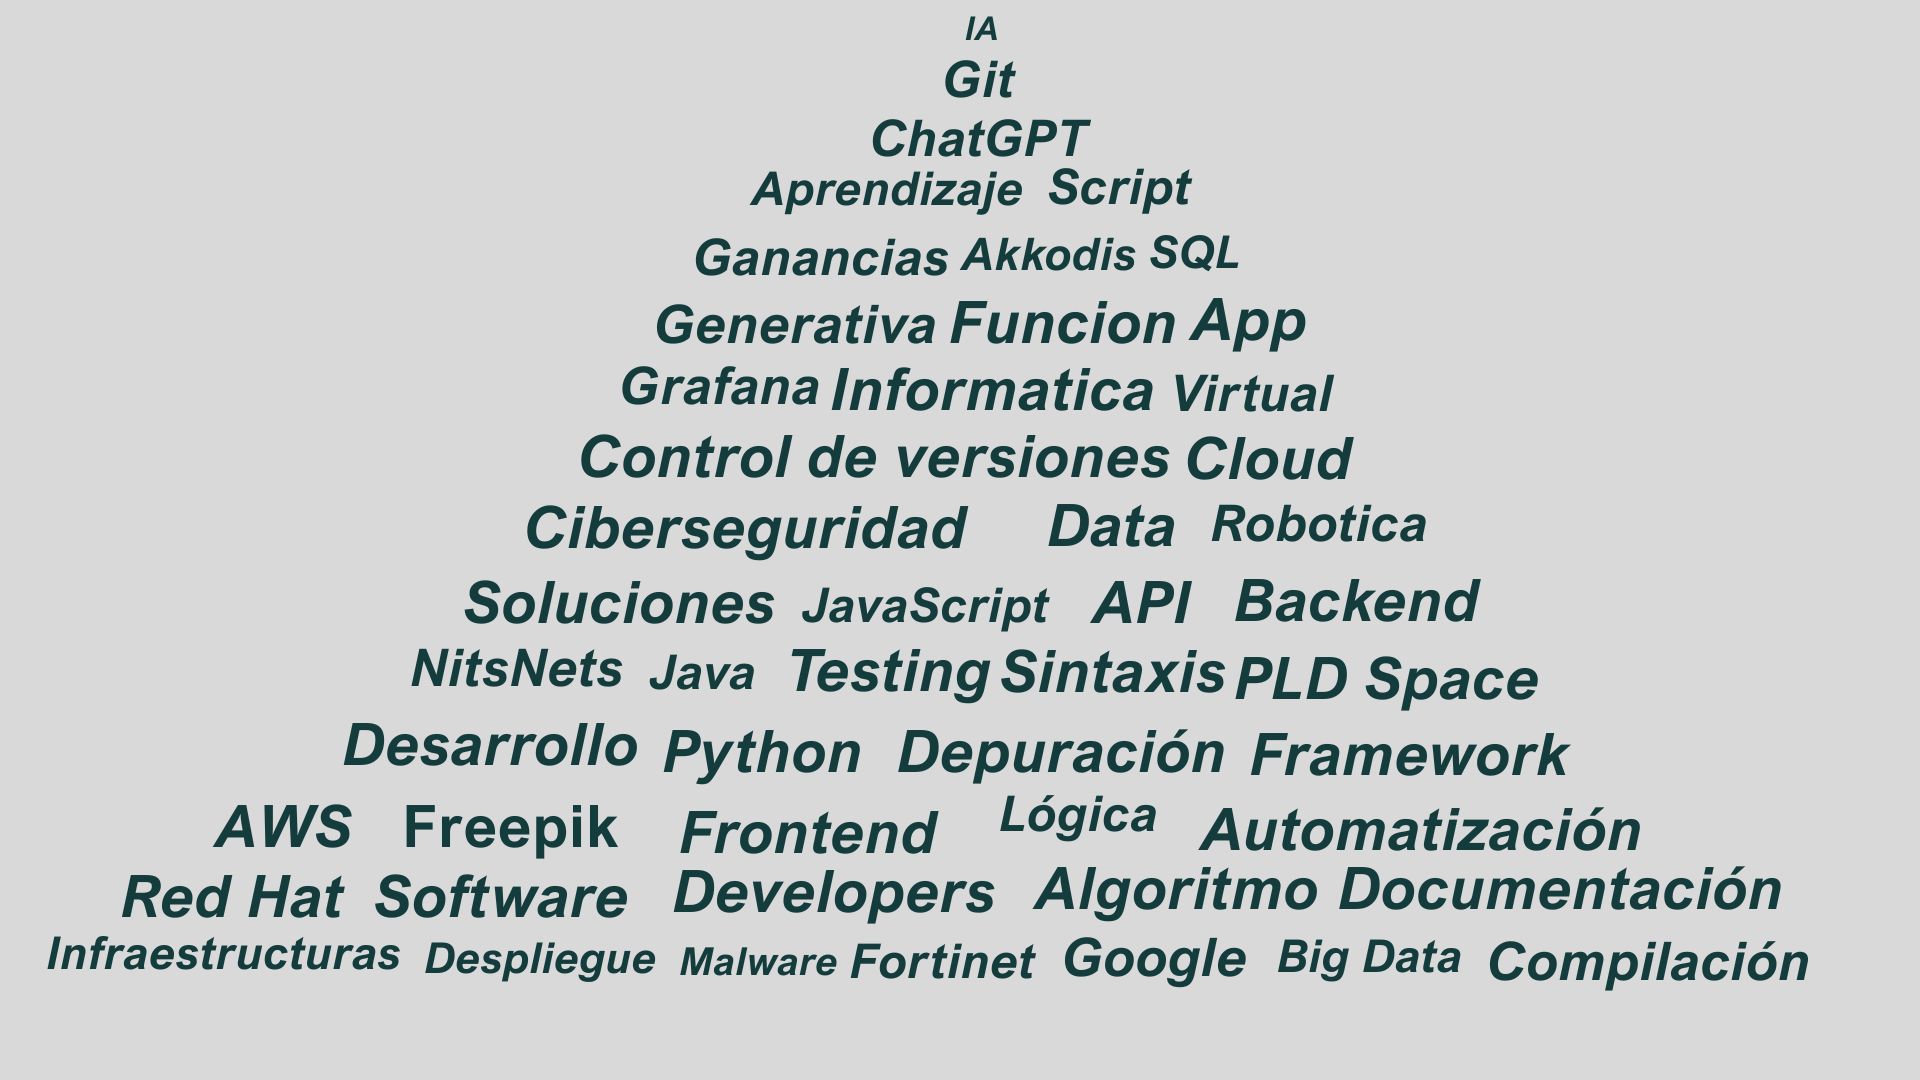 IA
Git
ChatGPT
Aprendizaje Script
Ganancias Akkodis SQL
Generativa Funcion App
Grafana Informatica Virtual
Control de versiones Cloud
Ciberseguridad Data Robotica
Soluciones JavaScript API Backend
NitsNets Java Testing Sintaxis PLD Space
Desarrollo Python Depuración Framework
AWS Freepik Frontend Lógica Automatización
Red Hat Software Developers Algoritmo Documentación
Infraestructuras Despliegue Malware Fortinet Google Big Data Compilación